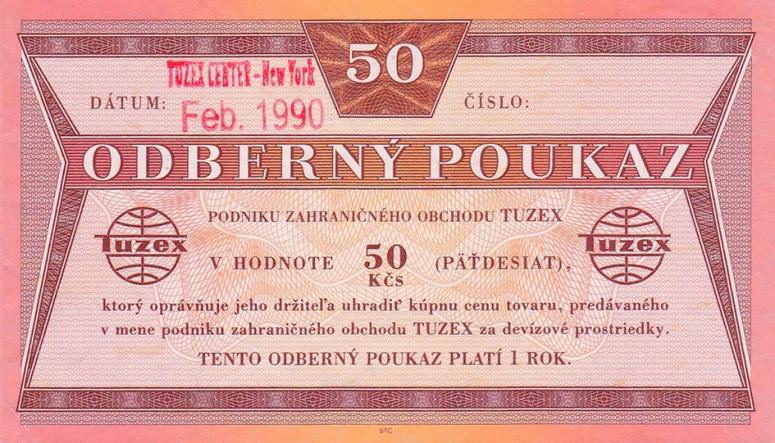 50
TUZEX CENTER - New York
DÁTUM: Feb. 1990 ČÍSLO:
ODBERNÝ POUKAZ
PODNIKU ZAHRANIČNÉHO OBCHODU TUZEX
Tuzex V HODNOTE 50 KČS (PÄŤDESIAT), Tuzex
ktorý oprávňuje jeho držiteľa uhradiť kúpnu cenu tovaru, predávaného
v mene podniku zahraničného obchodu TUZEX za devízové prostriedky.
TENTO ODBERNÝ POUKAZ PLATÍ 1 ROK.
STC